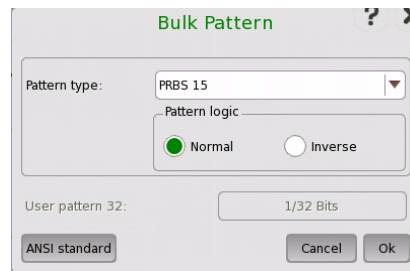 Bulk Pattern ?
Pattern type: PRBS 15
Pattern logic
Normal Inverse
User pattern 32: 1/32 Bits
ANSI standard Cancel Ok